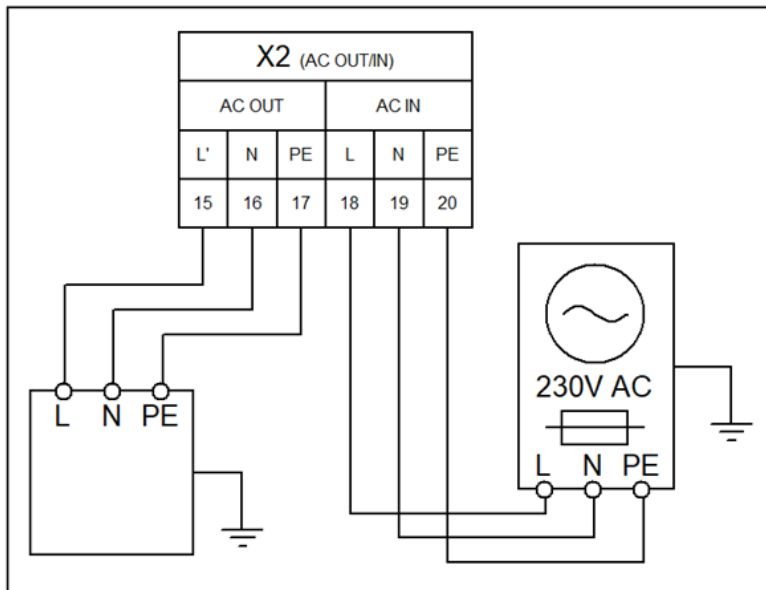 X2 (AC OUT/IN)
AC OUT AC IN
L' N PE L N PE
15 16 17 18 19 20
230V AC
L N PE
L N PE